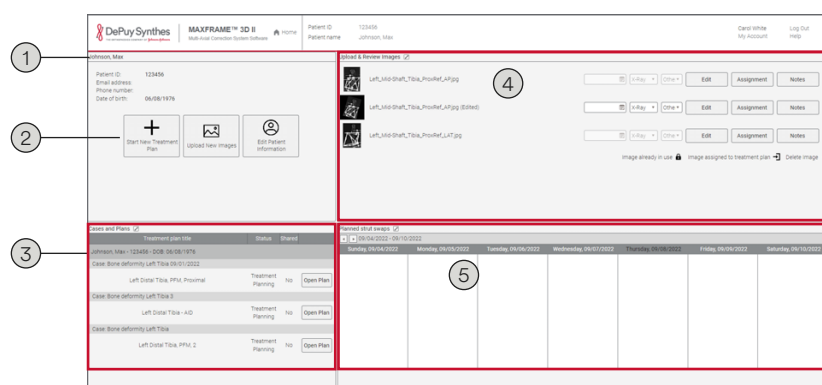 DePuy Synthes
MAXFRAME™ 3D II
Multi-Axial Correction System Software
Home
Patient ID 123456
Patient name Johnson, Max
Carol White
My Account
Log Out
Help
1
Johnson, Max
Patient ID: 123456
Email address:
Phone number:
Date of birth: 06/08/1976
2
Start New Treatment
Plan
Upload New Images
Edit Patient
Information
Upload & Review Images
4
Left_Mid-Shaft_Tibia_ProxRef_AP.jpg X-Ray Othe Edit Assignment Notes
Left_Mid-Shaft_Tibia_ProxRef_AP.jpg (Edited) X-Ray Othe Edit Assignment Notes
Left_Mid-Shaft_Tibia_ProxRef_LAT.jpg X-Ray Othe Edit Assignment Notes
Image already in use Image assigned to treatment plan Delete Image
3
Cases and Plans
Treatment plan title Status Shared
Johnson, Max - 123456 - DOB: 06/08/1976
Case: Bone deformity Left Tibia 09/01/2022
Left Distal Tibia, PFM, Proximal Treatment Planning No Open Plan
Case: Bone deformity Left Tibia 3
Left Distal Tibia - AID Treatment Planning No Open Plan
Case: Bone deformity Left Tibia
Left Distal Tibia, PFM, 2 Treatment Planning No Open Plan
Planned strut swaps
09/04/2022 - 09/10/2022
Sunday, 09/04/2022 Monday, 09/05/2022 Tuesday, 09/06/2022 Wednesday, 09/07/2022 Thursday, 09/08/2022 Friday, 09/09/2022 Saturday, 09/10/2022
5